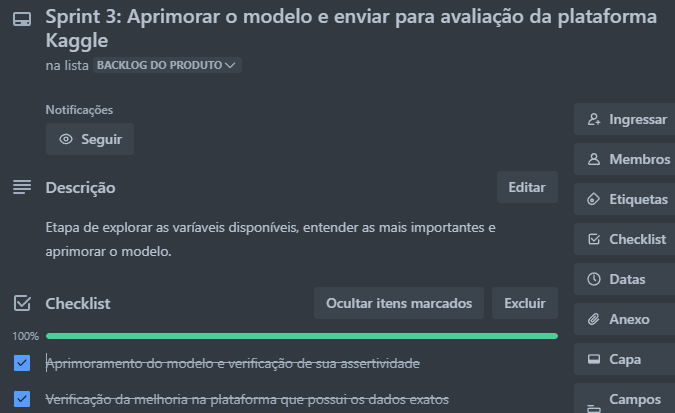 Sprint 3: Aprimorar o modelo e enviar para avaliação da plataforma
Kaggle
na lista BACKLOG DO PRODUTO
Notificações
Seguir
Ingressar
Membros
Descrição
Editar
Etiquetas
Etapa de explorar as varíaveis disponíveis, entender as mais importantes e
aprimorar o modelo.
Checklist
Datas
Checklist
Ocultar itens marcados
Excluir
Anexo
100%
Aprimoramento do modelo e verificação de sua assertividade
Capa
Verificação da melhoria na plataforma que possui os dados exatos
Campos